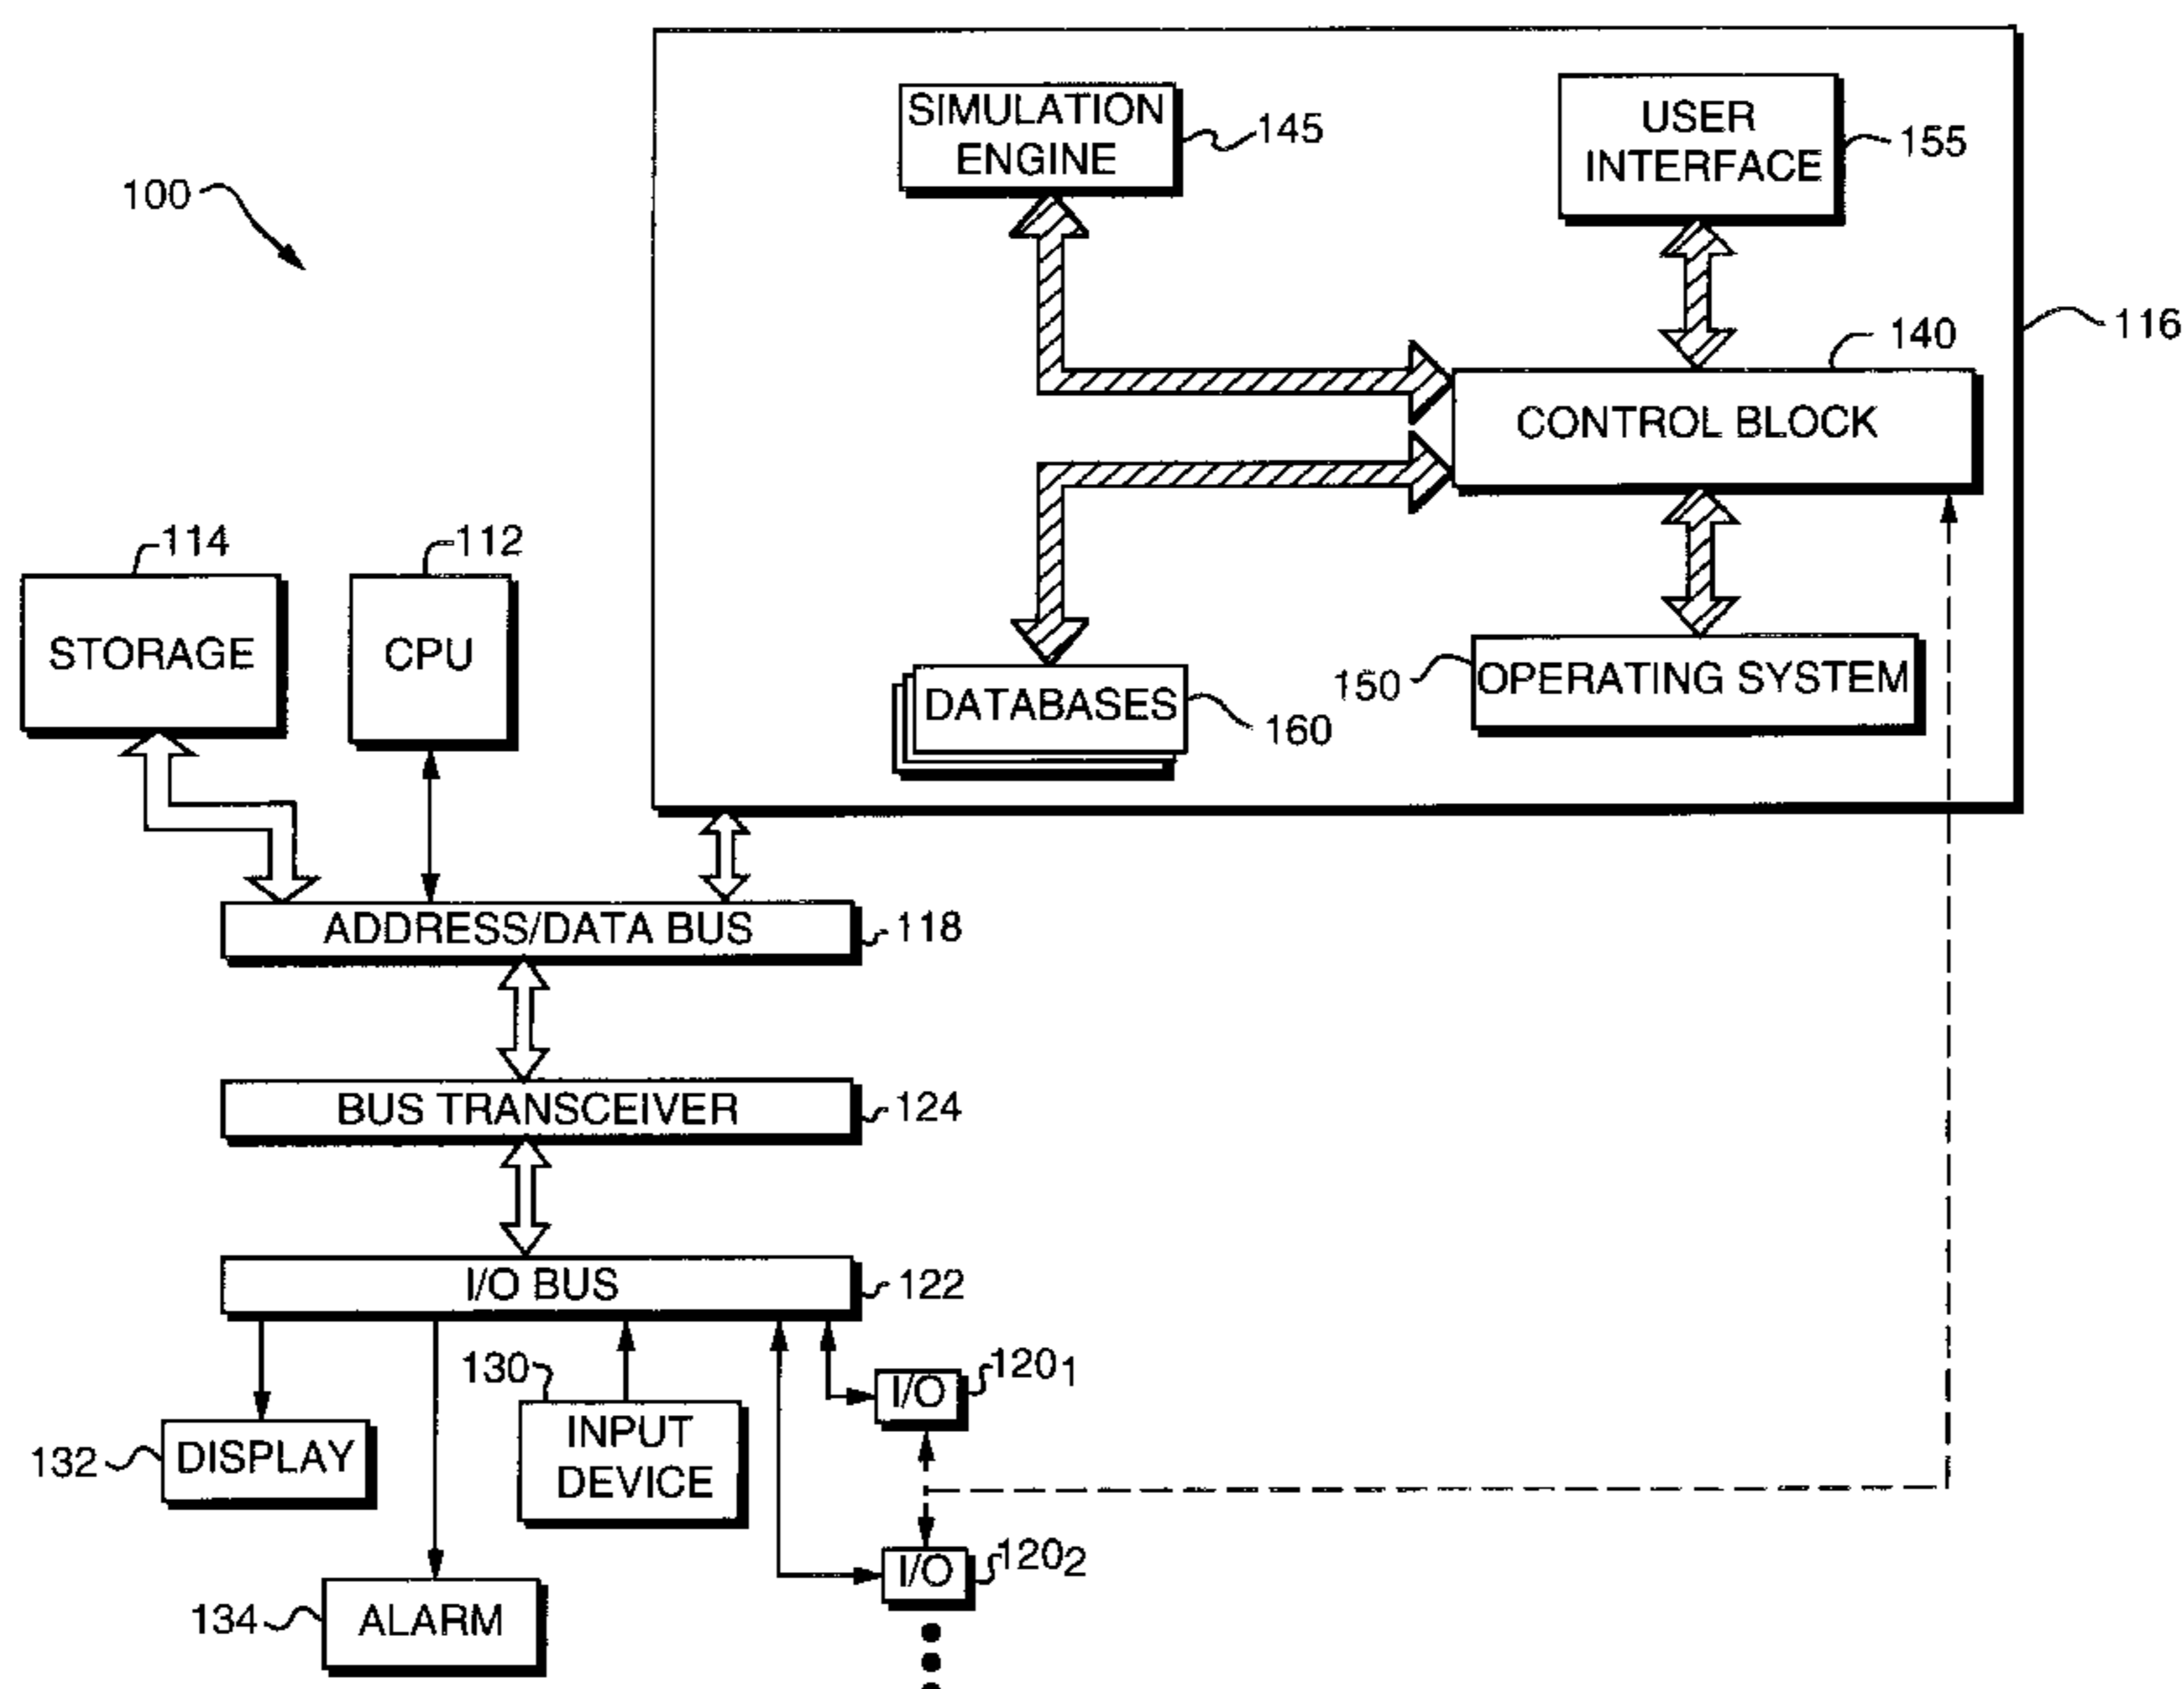 100
SIMULATION
ENGINE
145
USER
INTERFACE
155
116
140
CONTROL BLOCK
114
112
STORAGE
CPU
DATABASES
160
150
OPERATING SYSTEM
ADDRESS/DATA BUS
118
BUS TRANSCEIVER
124
I/O BUS
122
130
INPUT
DEVICE
I/O
120₁
132
DISPLAY
I/O
120₂
134
ALARM